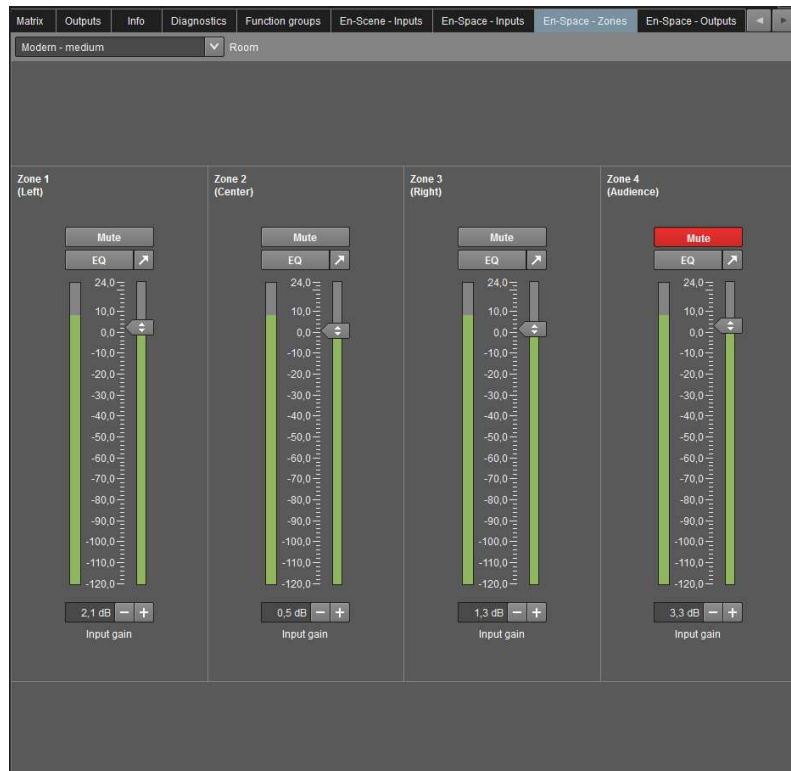 Matrix Outputs Info Diagnostics Function groups En-Scene - Inputs En-Space - Inputs En-Space - Zones En-Space - Outputs
Modern - medium Room
Zone 1
(Left)
Mute
EQ
24,0
10,0
0,0
-10,0
-20,0
-30,0
-40,0
-50,0
-60,0
-70,0
-80,0
-90,0
-100,0
-110,0
-120,0
2,1 dB − +
Input gain
Zone 2
(Center)
Mute
EQ
24,0
10,0
0,0
-10,0
-20,0
-30,0
-40,0
-50,0
-60,0
-70,0
-80,0
-90,0
-100,0
-110,0
-120,0
0,5 dB − +
Input gain
Zone 3
(Right)
Mute
EQ
24,0
10,0
0,0
-10,0
-20,0
-30,0
-40,0
-50,0
-60,0
-70,0
-80,0
-90,0
-100,0
-110,0
-120,0
1,3 dB − +
Input gain
Zone 4
(Audience)
Mute
EQ
24,0
10,0
0,0
-10,0
-20,0
-30,0
-40,0
-50,0
-60,0
-70,0
-80,0
-90,0
-100,0
-110,0
-120,0
3,3 dB − +
Input gain